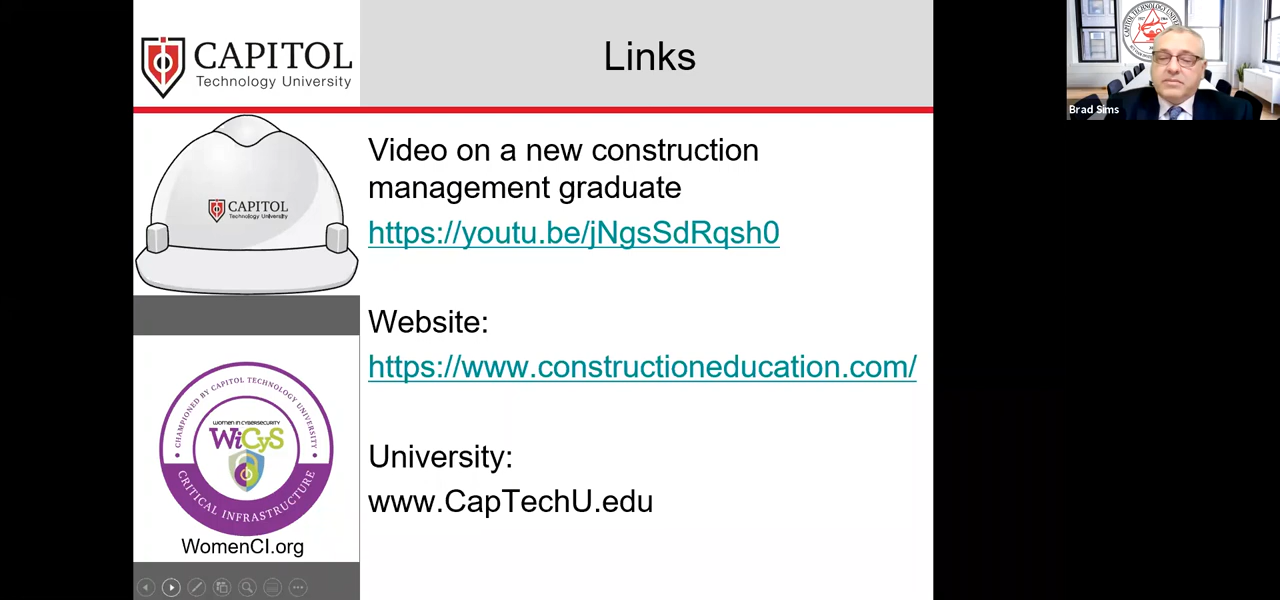 CAPITOL
Technology University
Links
CAPITOL
Technology University
Video on a new construction
management graduate
https://youtu.be/jNgsSdRqsh0
Website:
https://www.constructioneducation.com/
University:
www.CapTechU.edu
CHAMPIONED BY CAPITOL TECHNOLOGY UNIVERSITY
WOMEN IN CYBERSECURITY
WiCyS
CRITICAL INFRASTRUCTURE
WomenCI.org
Brad Sims